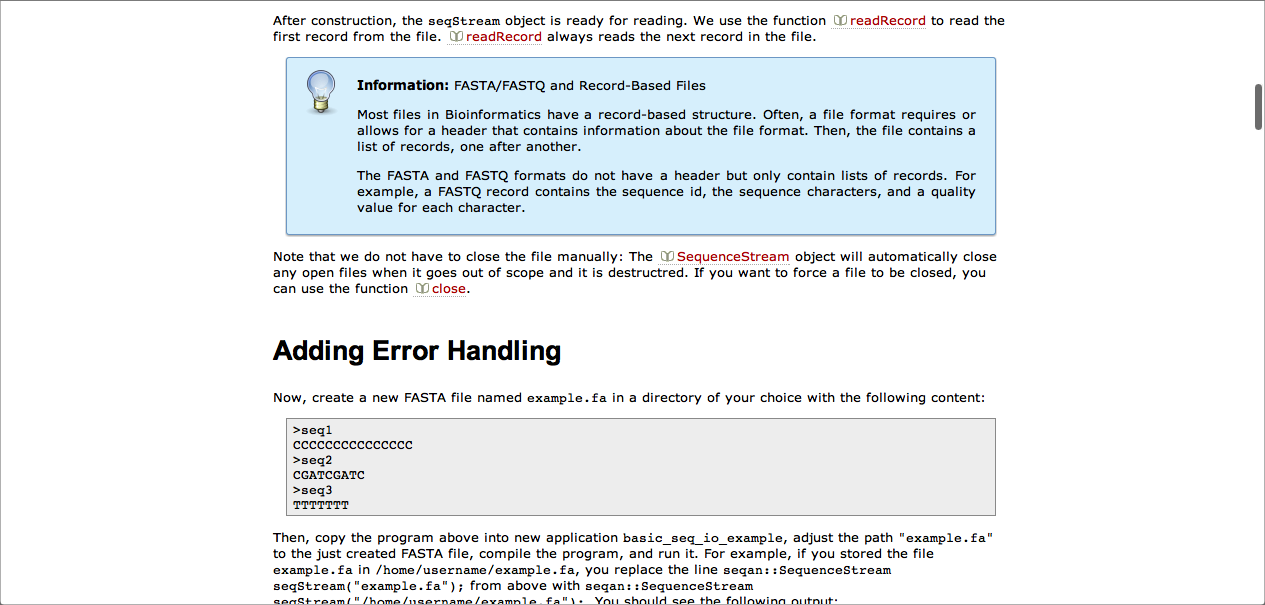 After construction, the seqStream object is ready for reading. We use the function readRecord to read the
first record from the file. readRecord always reads the next record in the file.
Information: FASTA/FASTQ and Record-Based Files
Most files in Bioinformatics have a record-based structure. Often, a file format requires or
allows for a header that contains information about the file format. Then, the file contains a
list of records, one after another.
The FASTA and FASTQ formats do not have a header but only contain lists of records. For
example, a FASTQ record contains the sequence id, the sequence characters, and a quality
value for each character.
Note that we do not have to close the file manually: The SequenceStream object will automatically close
any open files when it goes out of scope and it is destructred. If you want to force a file to be closed, you
can use the function close.
Adding Error Handling
Now, create a new FASTA file named example.fa in a directory of your choice with the following content:
>seq1
CCCCCCCCCCCCCCC
>seq2
CGATCGATC
>seq3
TTTTTTT
Then, copy the program above into new application basic_seq_io_example, adjust the path "example.fa"
to the just created FASTA file, compile the program, and run it. For example, if you stored the file
example.fa in /home/username/example.fa, you replace the line seqan::SequenceStream
seqStream("example.fa"); from above with seqan::SequenceStream
seqStream("/home/username/example.fa");. You should see the following output: